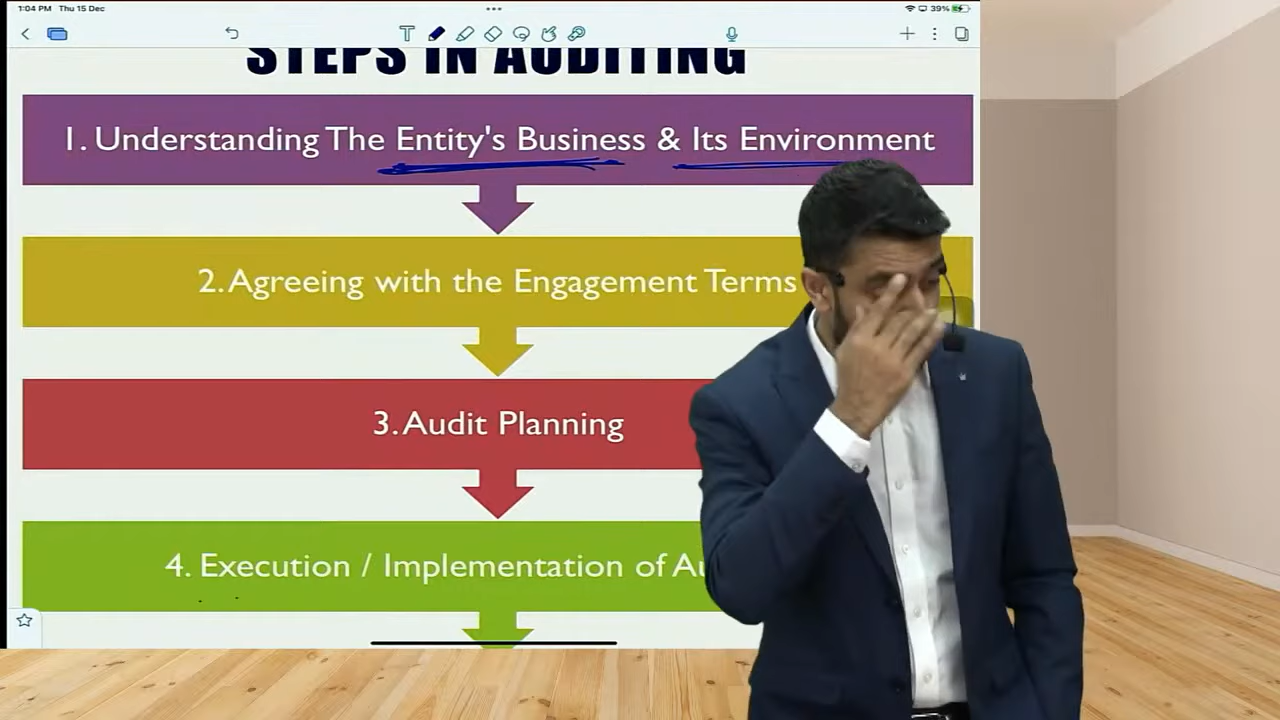 1:04 PM Thu 15 Dec
39%
STEPS IN AUDITING
1. Understanding The Entity's Business & Its Environment
2. Agreeing with the Engagement Terms
3. Audit Planning
4. Execution / Implementation of